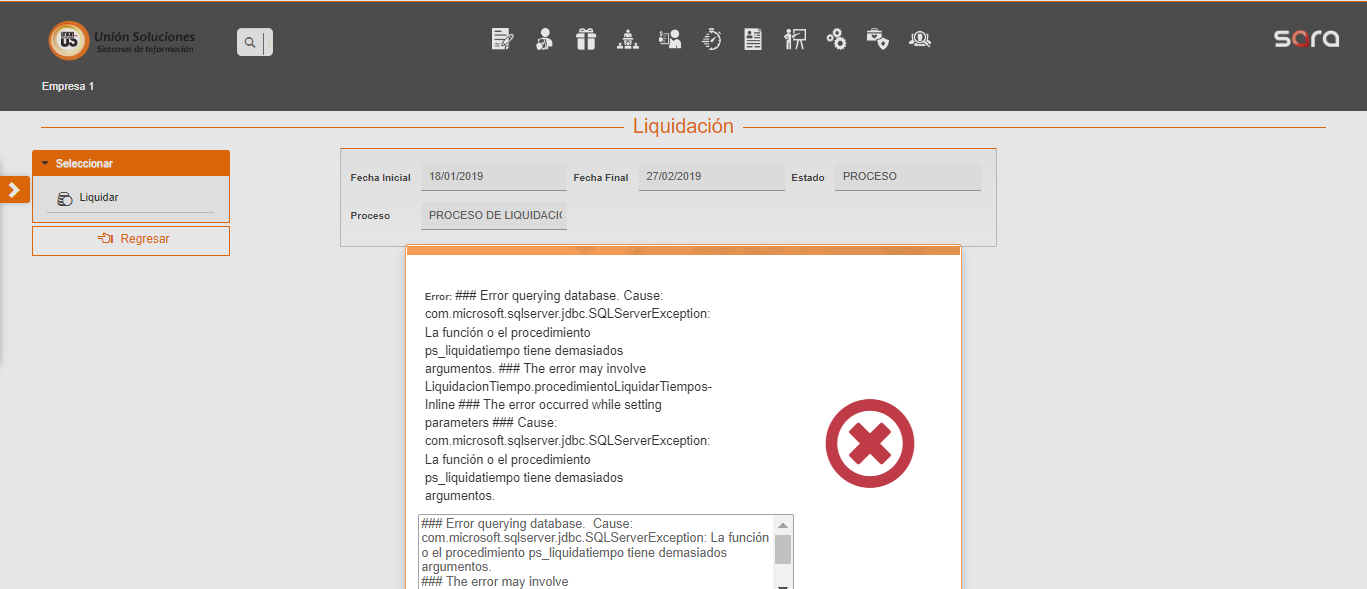 UNION
US
Unión Soluciones
Sistemas de Información
sora
Empresa 1
Liquidación
Seleccionar
Liquidar
Regresar
Fecha Inicial 18/01/2019 Fecha Final 27/02/2019 Estado PROCESO
Proceso PROCESO DE LIQUIDACIO
Error: ### Error querying database. Cause:
com.microsoft.sqlserver.jdbc.SQLServerException:
La función o el procedimiento
ps_liquidatiempo tiene demasiados
argumentos. ### The error may involve
LiquidacionTiempo.procedimientoLiquidarTiempos-
Inline ### The error occurred while setting
parameters ### Cause:
com.microsoft.sqlserver.jdbc.SQLServerException:
La función o el procedimiento
ps_liquidatiempo tiene demasiados
argumentos.
### Error querying database.  Cause:
com.microsoft.sqlserver.jdbc.SQLServerException: La función
o el procedimiento ps_liquidatiempo tiene demasiados
argumentos.
### The error may involve